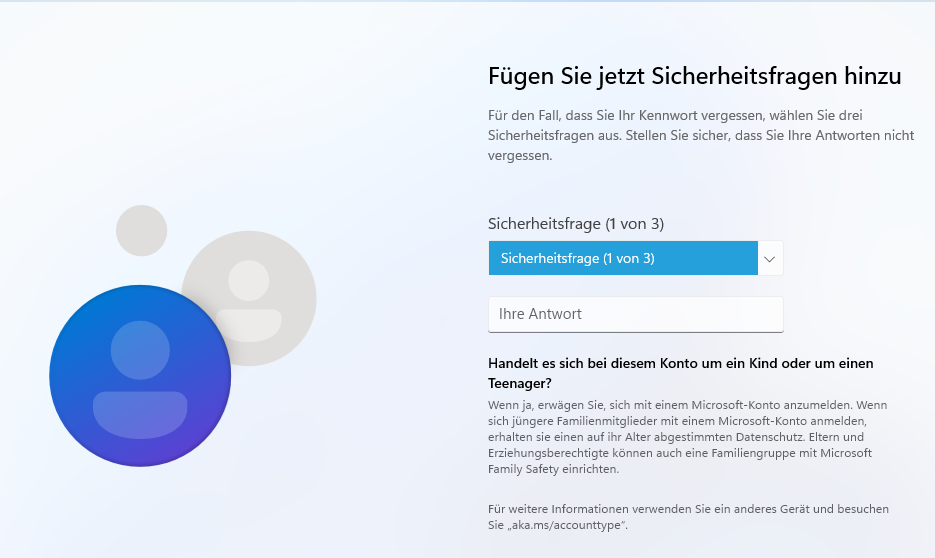 Fügen Sie jetzt Sicherheitsfragen hinzu
Für den Fall, dass Sie Ihr Kennwort vergessen, wählen Sie drei
Sicherheitsfragen aus. Stellen Sie sicher, dass Sie Ihre Antworten nicht
vergessen.
Sicherheitsfrage (1 von 3)
Sicherheitsfrage (1 von 3)
Ihre Antwort
Handelt es sich bei diesem Konto um ein Kind oder um einen
Teenager?
Wenn ja, erwägen Sie, sich mit einem Microsoft-Konto anzumelden. Wenn
sich jüngere Familienmitglieder mit einem Microsoft-Konto anmelden,
erhalten sie einen auf ihr Alter abgestimmten Datenschutz. Eltern und
Erziehungsberechtigte können auch eine Familiengruppe mit Microsoft
Family Safety einrichten.
Für weitere Informationen verwenden Sie ein anderes Gerät und besuchen
Sie „aka.ms/accounttype“.